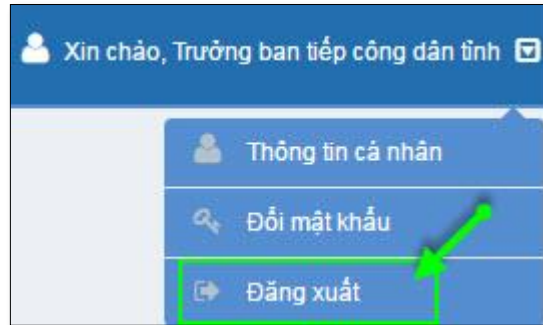 Xin chào, Trưởng ban tiếp công dân tỉnh
Thông tin cá nhân
Đổi mật khẩu
Đăng xuất